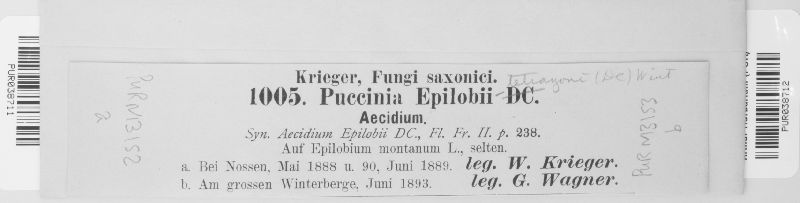 Krieger, Fungi saxonici.
1005. Puccinia Epilobii DC. tetragoni (DC) Wint
Aecidium.
Syn. Aecidium Epilobii DC., Fl. Fr. II. p. 238.
Auf Epilobium montanum L., selten.
a. Bei Nossen, Mai 1888 u. 90, Juni 1889. leg. W. Krieger.
b. Am grossen Winterberge, Juni 1893. leg. G. Wagner.
PUR038711
PUR M3152
a
PUR M3153
PUR038712